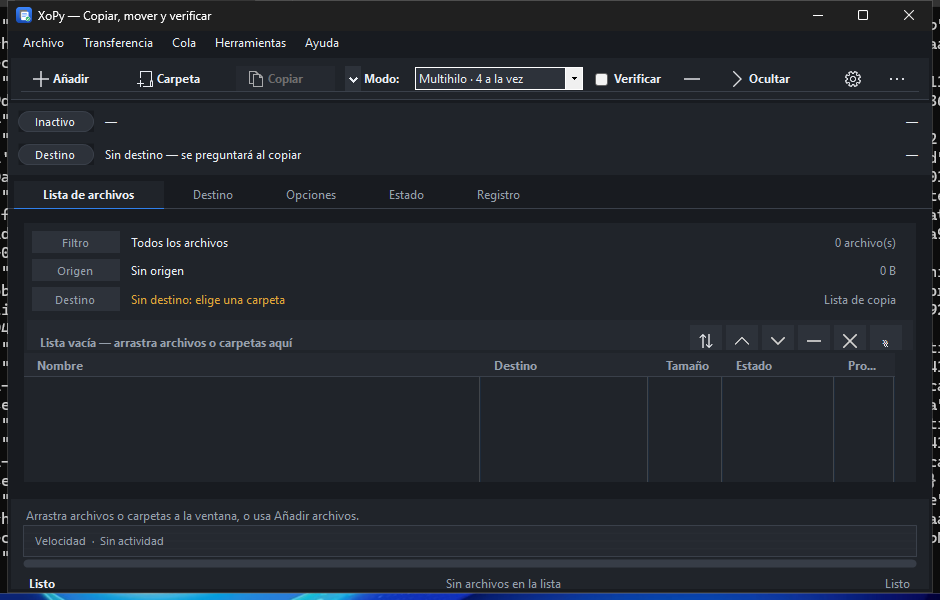 XoPy — Copiar, mover y verificar
Archivo Transferencia Cola Herramientas Ayuda
Añadir Carpeta Copiar Modo: Multihilo · 4 a la vez Verificar — Ocultar ...
Inactivo — —
Destino Sin destino — se preguntará al copiar —
Lista de archivos Destino Opciones Estado Registro
Filtro Todos los archivos 0 archivo(s)
Origen Sin origen 0 B
Destino Sin destino: elige una carpeta Lista de copia
Lista vacía — arrastra archivos o carpetas aquí
Nombre Destino Tamaño Estado Pro...
Arrastra archivos o carpetas a la ventana, o usa Añadir archivos.
Velocidad · Sin actividad
Listo Sin archivos en la lista Listo